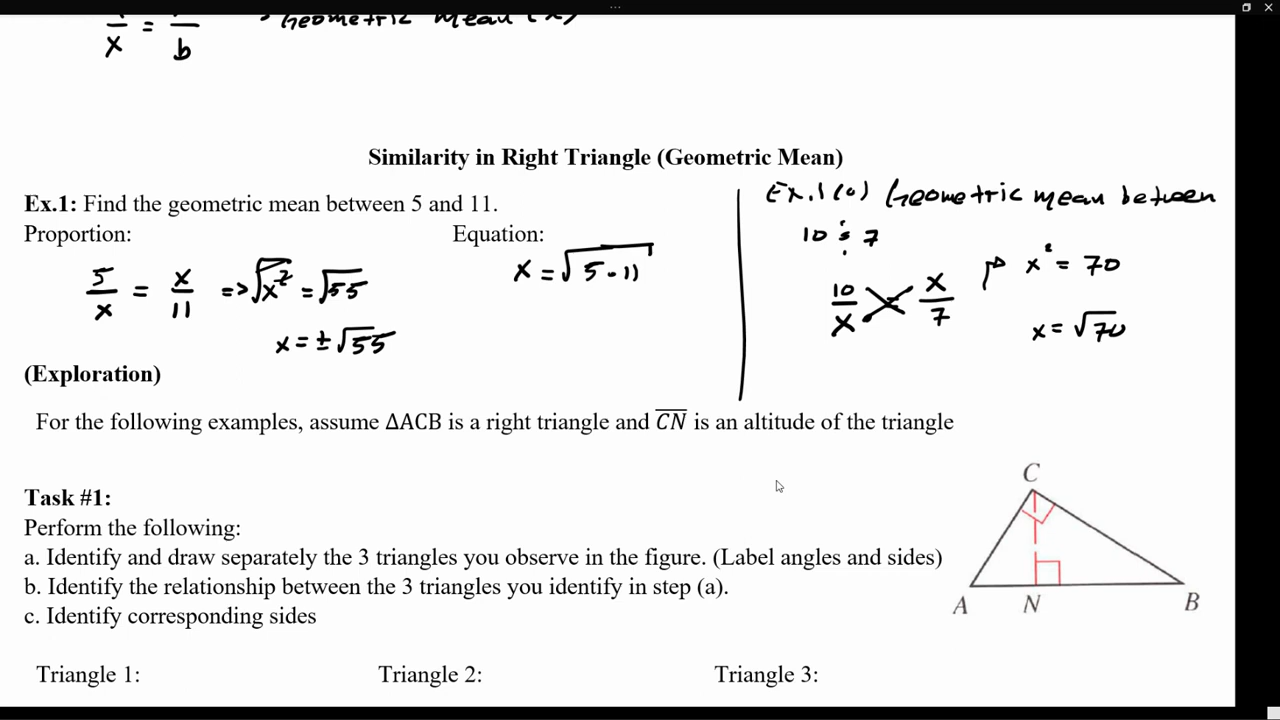 x = b Geometric mean (x)
Similarity in Right Triangle (Geometric Mean)
Ex.1: Find the geometric mean between 5 and 11.
Proportion:
Equation:
5/x = x/11 => √x² = √55
x = ±√55
x = √5·11
Ex.1(a) Geometric mean between
10 & 7
10/x = x/7
x² = 70
x = √70
(Exploration)
For the following examples, assume ΔACB is a right triangle and C̅N̅ is an altitude of the triangle
Task #1:
Perform the following:
a. Identify and draw separately the 3 triangles you observe in the figure. (Label angles and sides)
b. Identify the relationship between the 3 triangles you identify in step (a).
c. Identify corresponding sides
C
A N B
Triangle 1: Triangle 2: Triangle 3: